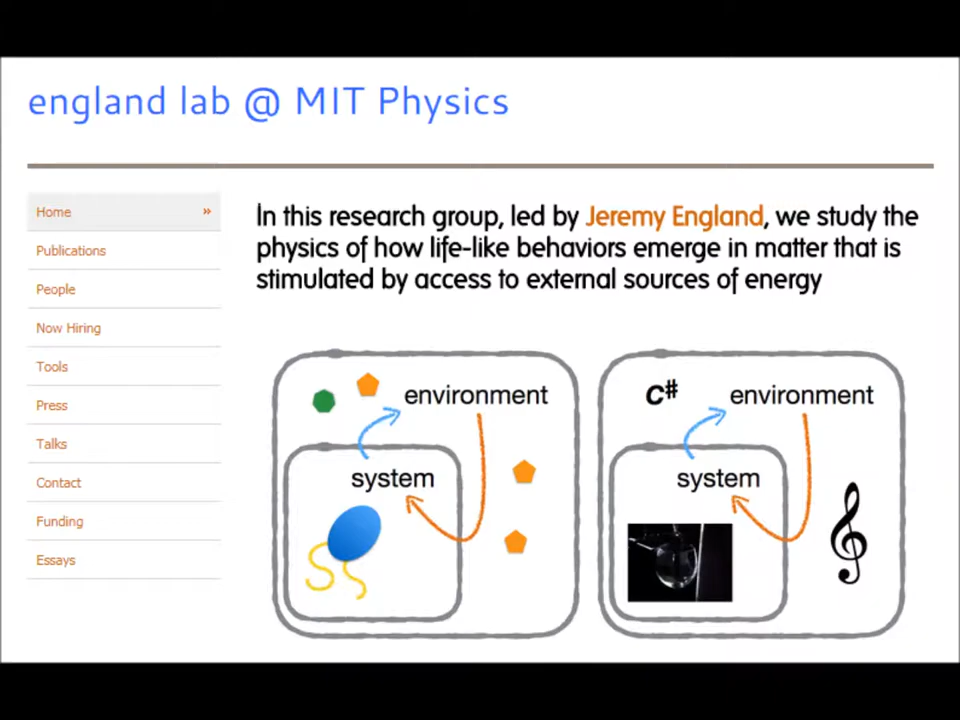 england lab @ MIT Physics
Home »
Publications
People
Now Hiring
Tools
Press
Talks
Contact
Funding
Essays
In this research group, led by Jeremy England, we study the
physics of how life-like behaviors emerge in matter that is
stimulated by access to external sources of energy
environment
system
C#
environment
system